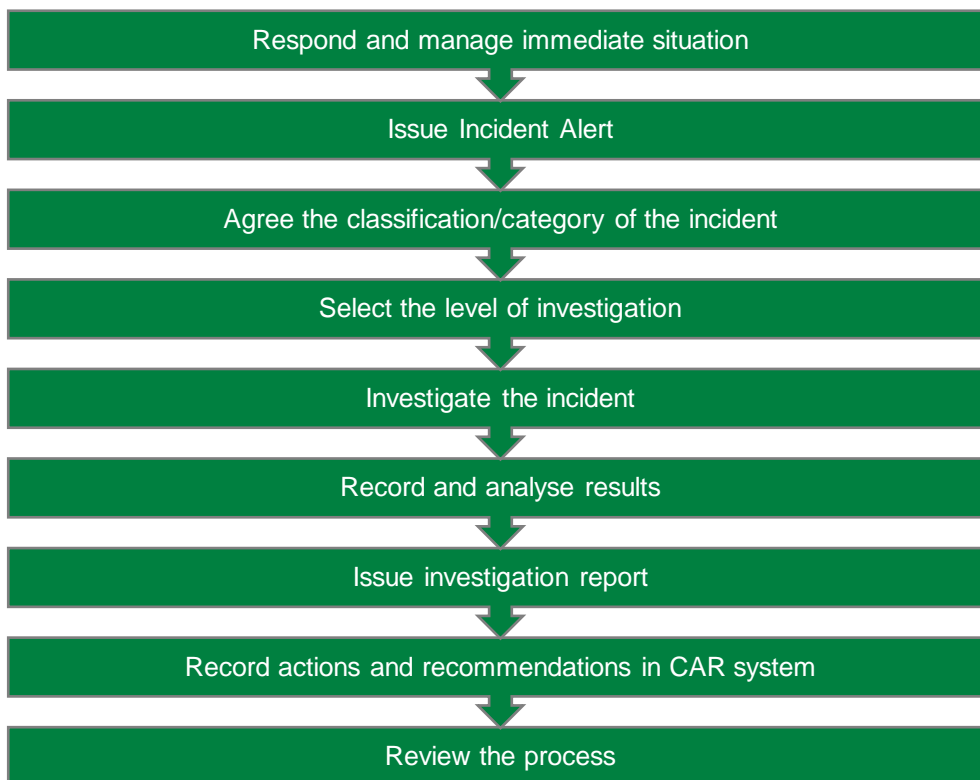 Respond and manage immediate situation
Issue Incident Alert
Agree the classification/category of the incident
Select the level of investigation
Investigate the incident
Record and analyse results
Issue investigation report
Record actions and recommendations in CAR system
Review the process